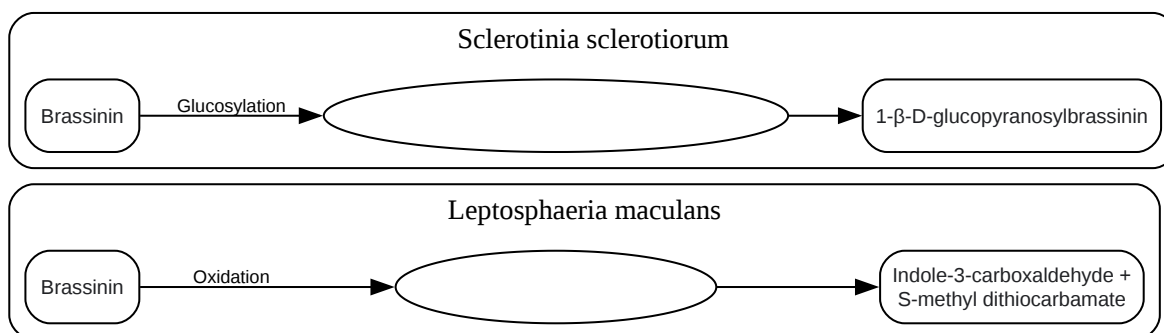 Sclerotinia sclerotiorum
Brassinin
Glucosylation
1-β-D-glucopyranosylbrassinin
Leptosphaeria maculans
Brassinin
Oxidation
Indole-3-carboxaldehyde +
S-methyl dithiocarbamate